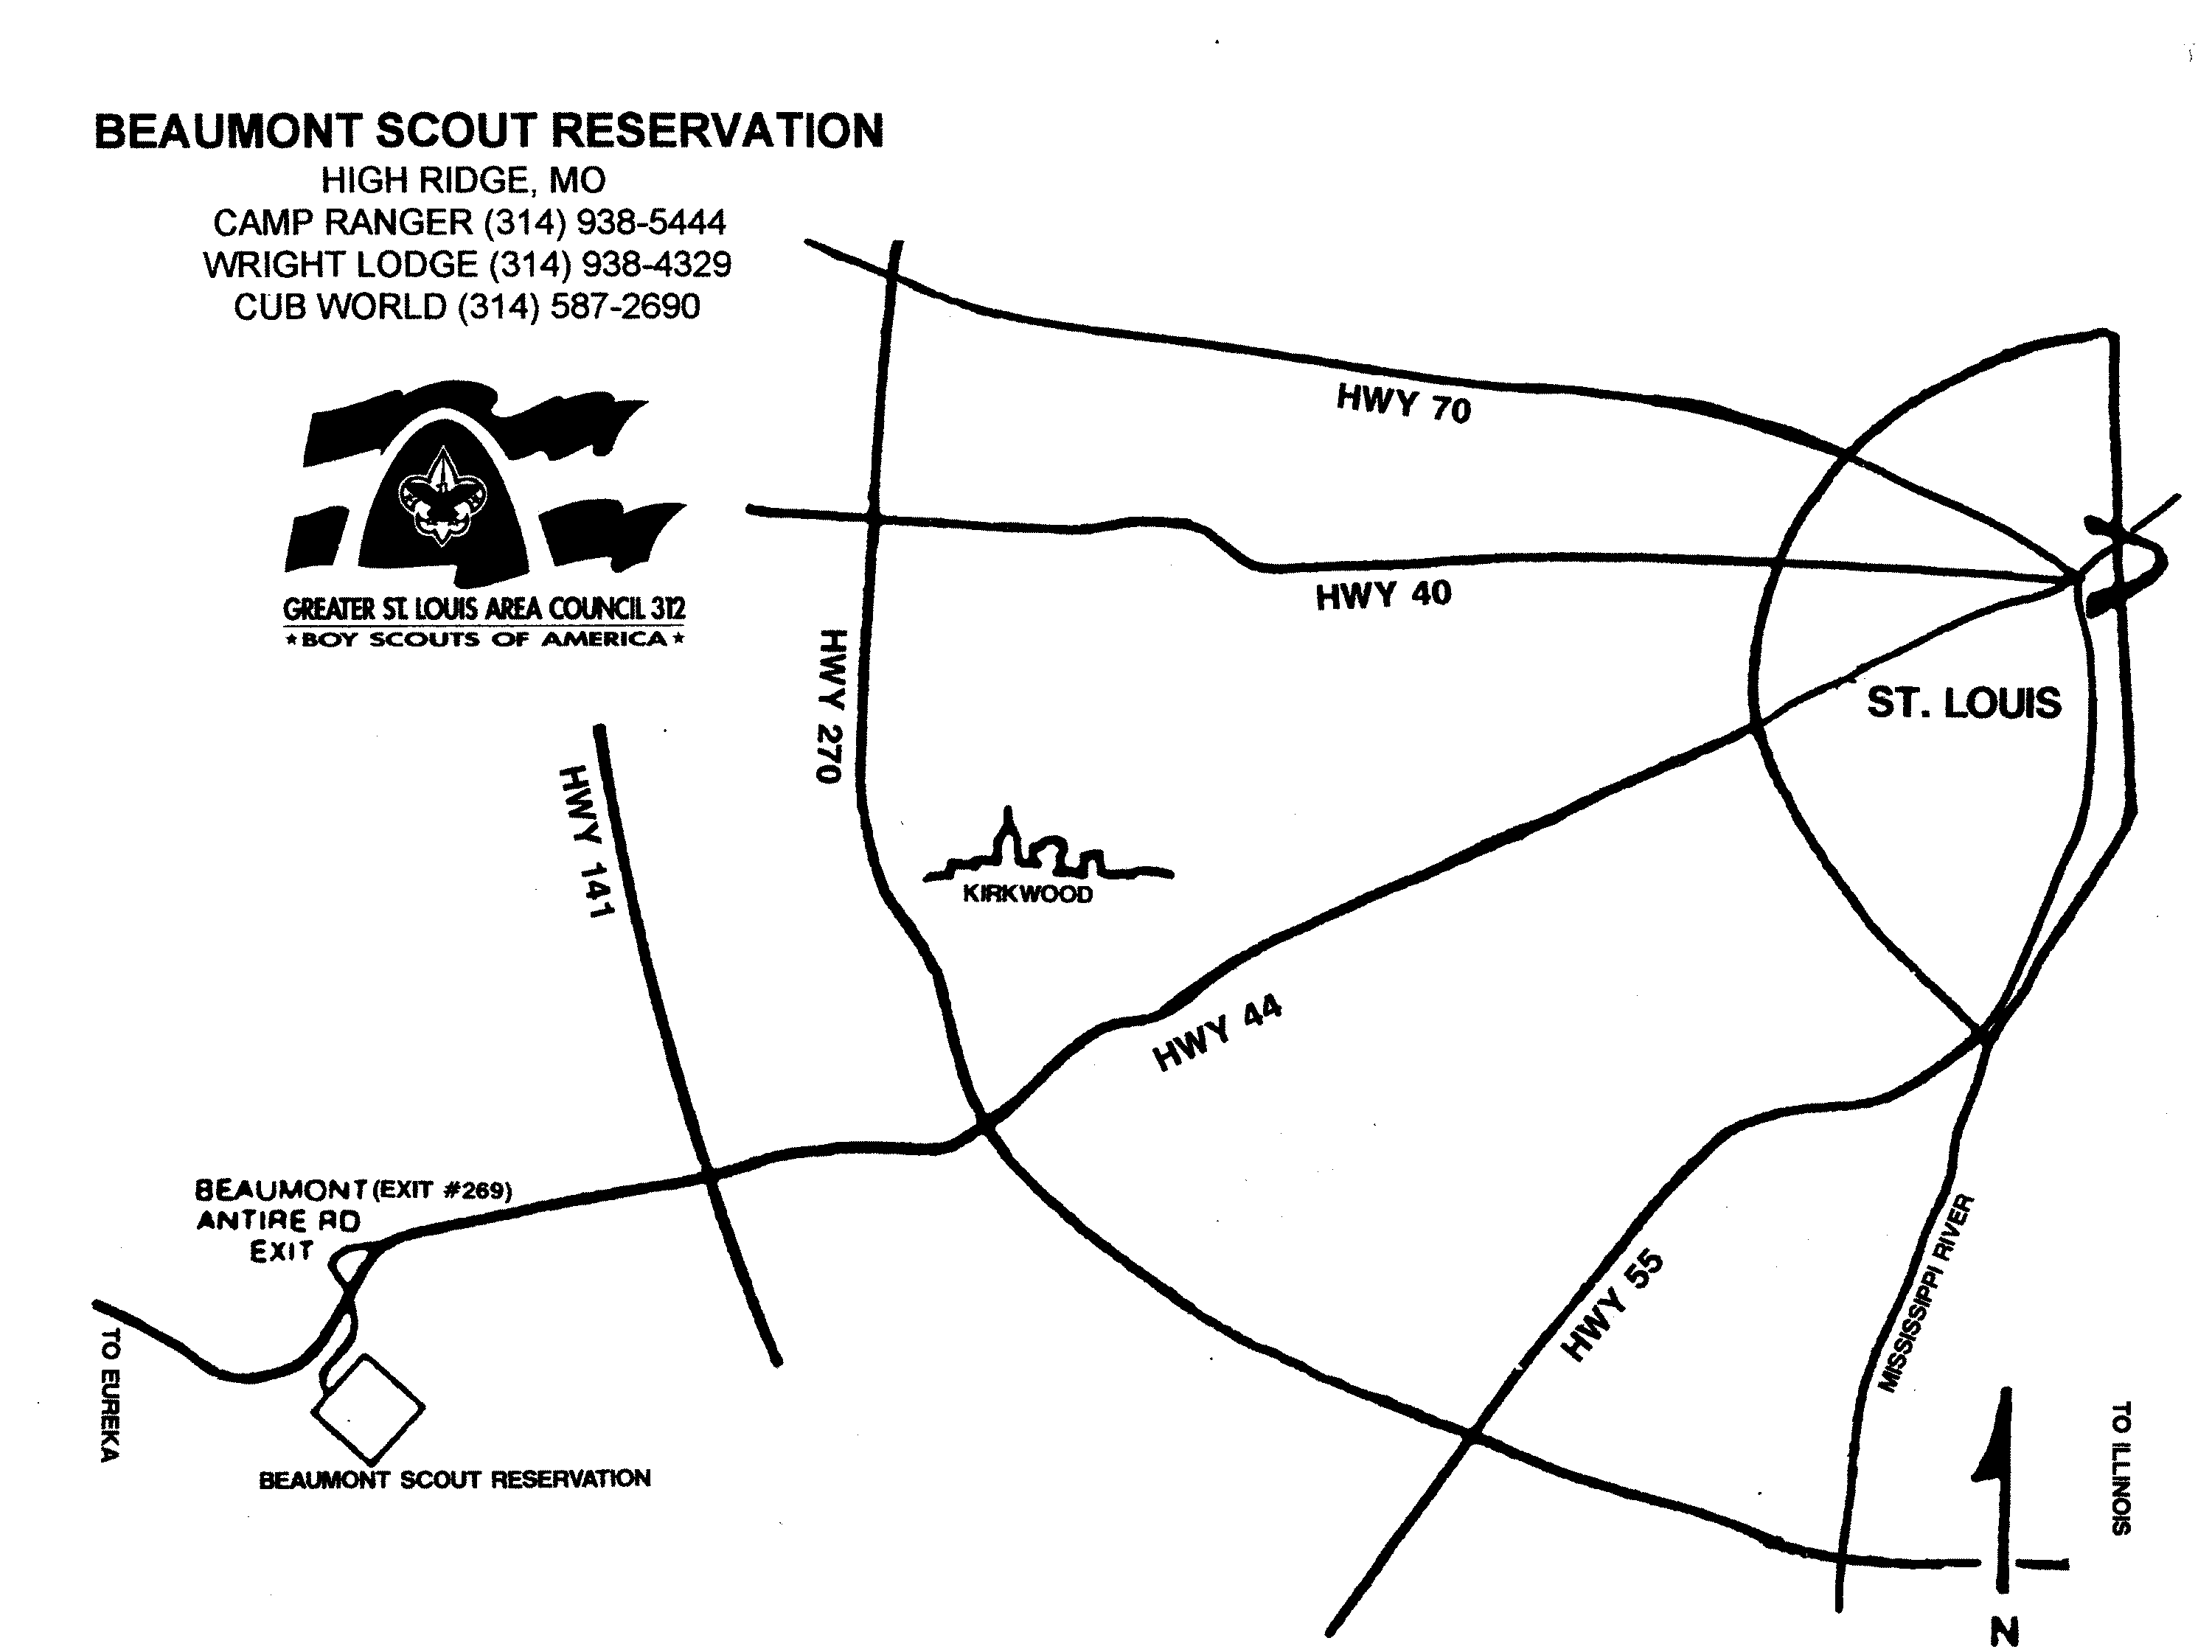 BEAUMONT SCOUT RESERVATION
HIGH RIDGE, MO
CAMP RANGER (314) 938-5444
WRIGHT LODGE (314) 938-4329
CUB WORLD (314) 587-2690
GREATER ST. LOUIS AREA COUNCIL 312
★BOY SCOUTS OF AMERICA★
HWY 70
HWY 40
HWY 270
ST. LOUIS
HWY 141
KIRKWOOD
HWY 44
BEAUMONT (EXIT #269)
ANTIRE RD
EXIT
HWY 55
MISSISSIPPI RIVER
TO EUREKA
TO ILLINOIS
BEAUMONT SCOUT RESERVATION
N